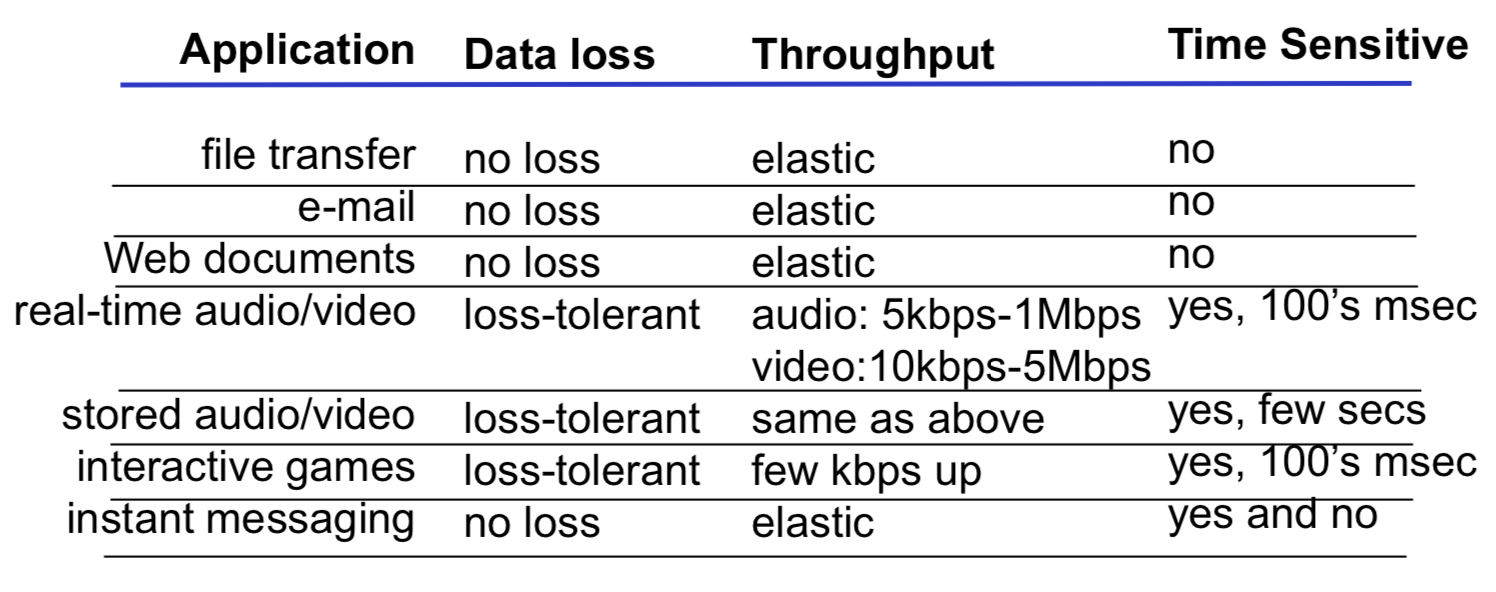 Application Data loss Throughput Time Sensitive
file transfer no loss elastic no
e-mail no loss elastic no
Web documents no loss elastic no
real-time audio/video loss-tolerant audio: 5kbps-1Mbps yes, 100’s msec
video:10kbps-5Mbps
stored audio/video loss-tolerant same as above yes, few secs
interactive games loss-tolerant few kbps up yes, 100’s msec
instant messaging no loss elastic yes and no